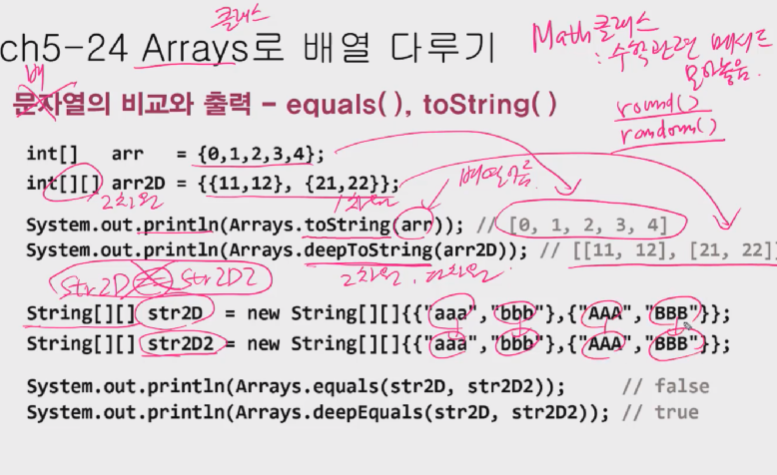 클래스
ch5-24 Arrays로 배열 다루기
Math클래스
: 수학관련 메서드
모아놓음.
배
문자열의 비교와 출력 - equals(), toString()
round()
random()
int[] arr = {0,1,2,3,4};
int[][] arr2D = {{11,12}, {21,22}};
배열이름
2차원
1차원
System.out.println(Arrays.toString(arr)); // [0, 1, 2, 3, 4]
System.out.println(Arrays.deepToString(arr2D)); // [[11, 12], [21, 22]]
str2D == str2D2
2차원, 다차원
String[][] str2D = new String[][]{{"aaa","bbb"},{"AAA","BBB"}};
String[][] str2D2 = new String[][]{{"aaa","bbb"},{"AAA","BBB"}};
System.out.println(Arrays.equals(str2D, str2D2)); // false
System.out.println(Arrays.deepEquals(str2D, str2D2)); // true